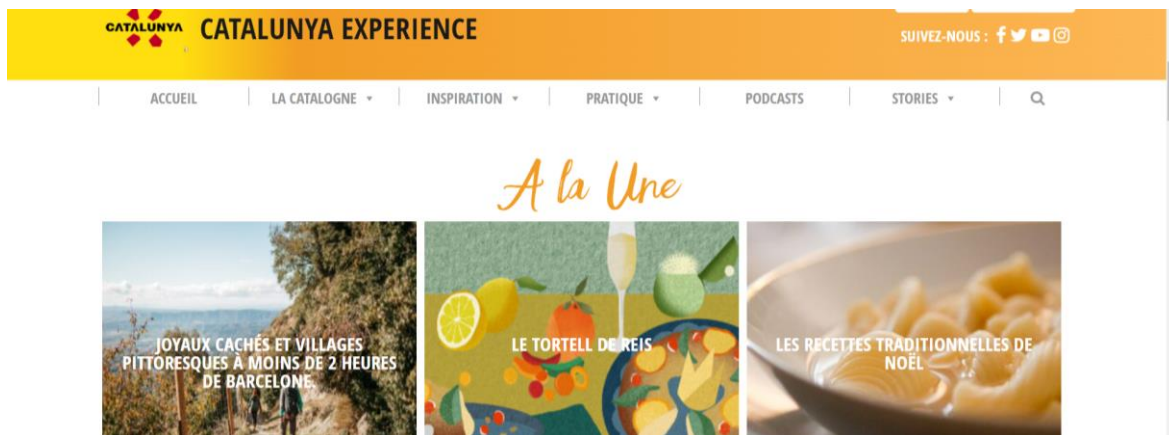 CATALUNYA
CATALUNYA EXPERIENCE
SUIVEZ-NOUS :
ACCUEIL
LA CATALOGNE
INSPIRATION
PRATIQUE
PODCASTS
STORIES
A la Une
JOYAUX CACHÉS ET VILLAGES
PITTORESQUES À MOINS DE 2 HEURES
DE BARCELONE.
LE TORTELL DE REIS
LES RECETTES TRADITIONNELLES DE
NOËL